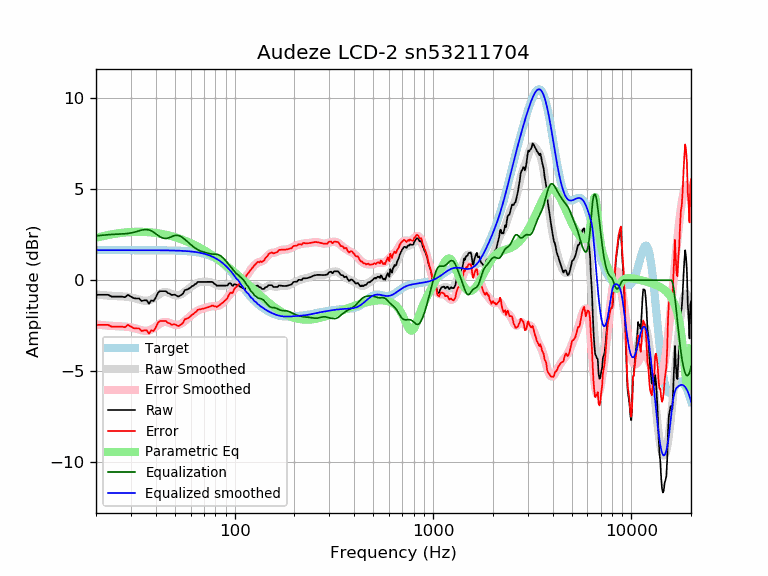 Audeze LCD-2 sn53211704
10
5
0
−5
−10
Amplitude (dBr)
Target
Raw Smoothed
Error Smoothed
Raw
Error
Parametric Eq
Equalization
Equalized smoothed
100
1000
10000
Frequency (Hz)